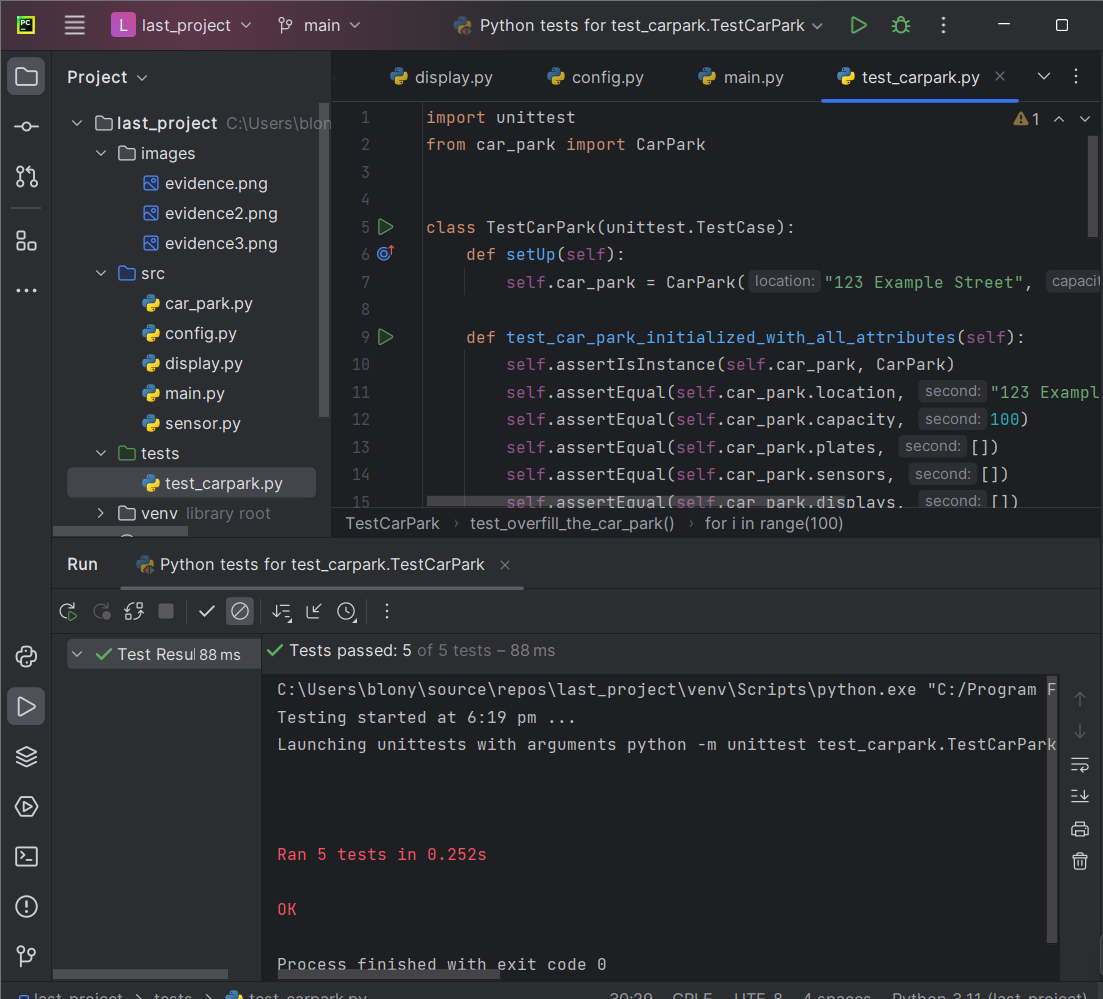 PC L last_project main Python tests for test_carpark.TestCarPark
Project
last_project C:\Users\blon
images
evidence.png
evidence2.png
evidence3.png
src
car_park.py
config.py
display.py
main.py
sensor.py
tests
test_carpark.py
venv library root
display.py config.py main.py test_carpark.py
1 import unittest
2 from car_park import CarPark
3
4
5 class TestCarPark(unittest.TestCase):
6 def setUp(self):
7 self.car_park = CarPark( location: "123 Example Street", capacit
8
9 def test_car_park_initialized_with_all_attributes(self):
10 self.assertIsInstance(self.car_park, CarPark)
11 self.assertEqual(self.car_park.location, second: "123 Exampl
12 self.assertEqual(self.car_park.capacity, second: 100)
13 self.assertEqual(self.car_park.plates, second: [])
14 self.assertEqual(self.car_park.sensors, second: [])
15 self.assertEqual(self.car_park.displays, second: [])
1
TestCarPark › test_overfill_the_car_park() › for i in range(100)
Run Python tests for test_carpark.TestCarPark
Test Resul 88 ms
Tests passed: 5 of 5 tests – 88 ms
C:\Users\blony\source\repos\last_project\venv\Scripts\python.exe "C:/Program F
Testing started at 6:19 pm ...
Launching unittests with arguments python -m unittest test_carpark.TestCarPark
Ran 5 tests in 0.252s
OK
Process finished with exit code 0
last_project > tests > test_carpark.py 30:29 CRLF UTF-8 4 spaces Python 3.11 (last_project)